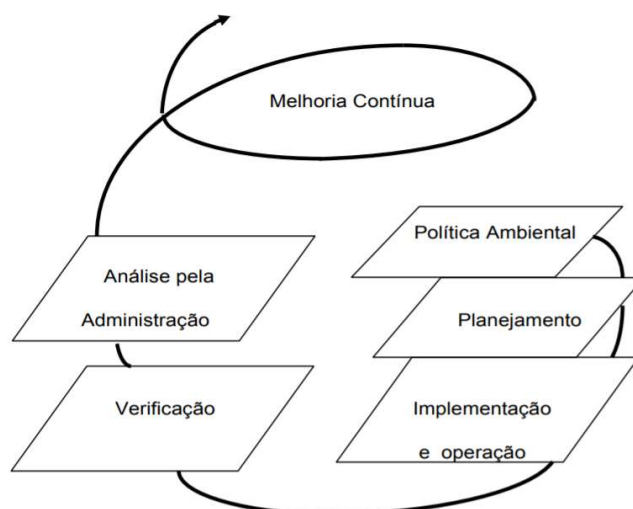 Melhoria Contínua
Política Ambiental
Análise pela
Administração
Planejamento
Verificação
Implementação
e operação